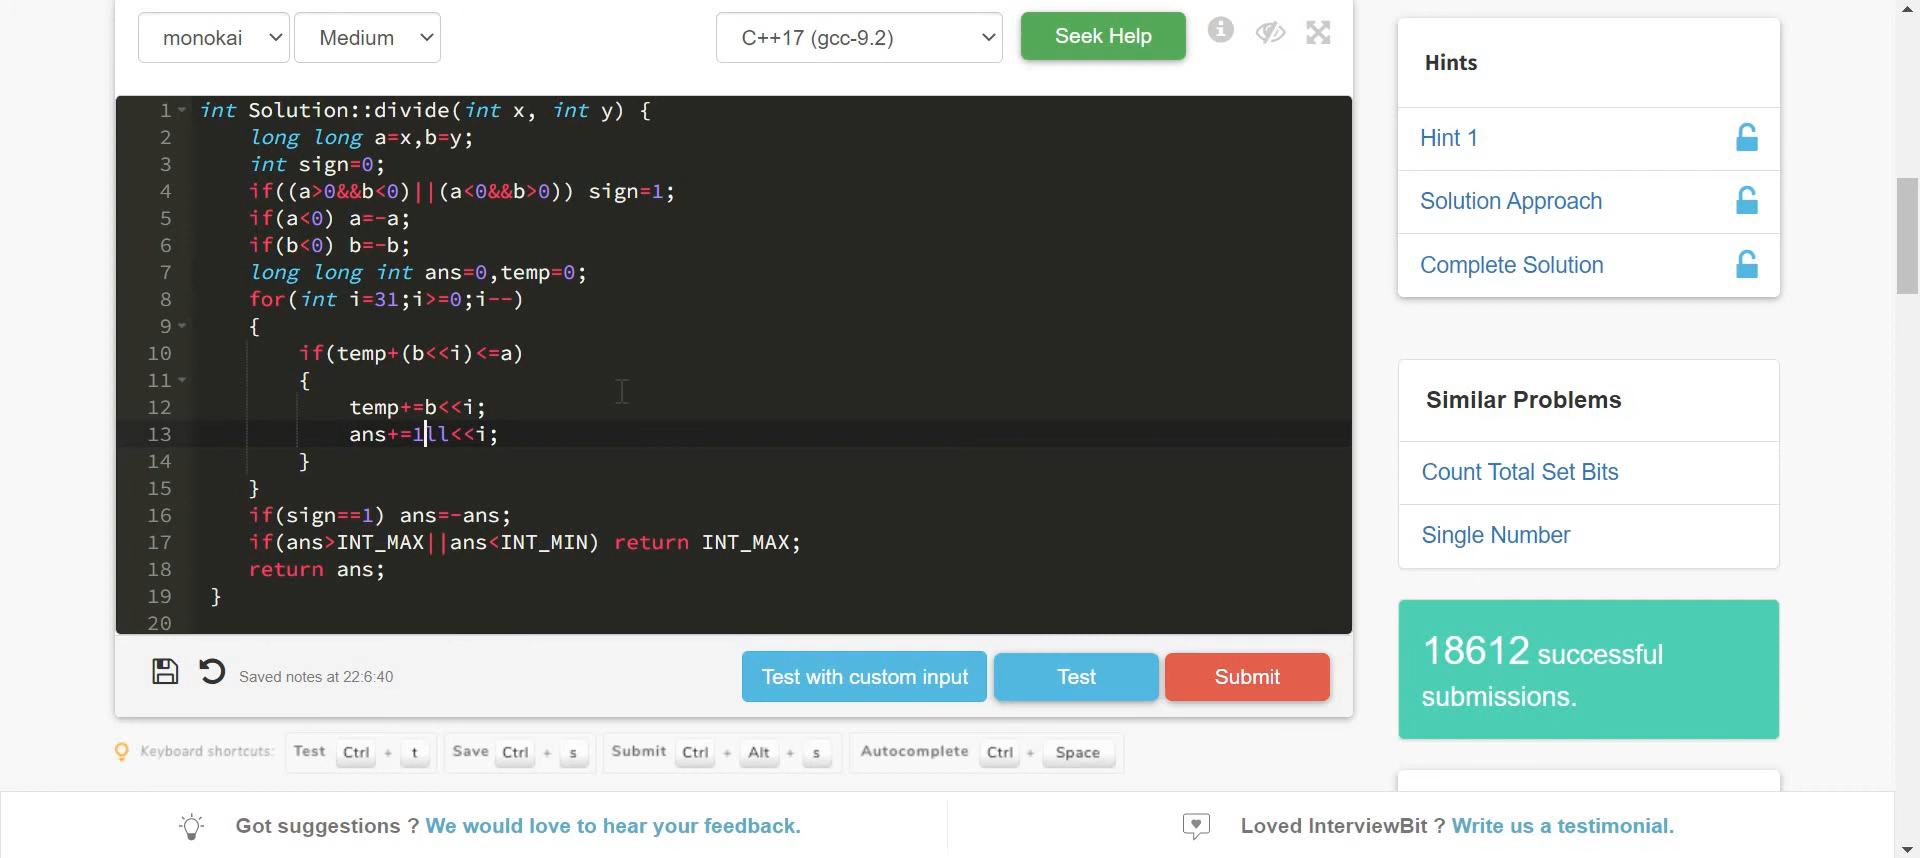 monokai
Medium
C++17 (gcc-9.2)
Seek Help
1 int Solution::divide(int x, int y) {
2     long long a=x,b=y;
3     int sign=0;
4     if((a>0&&b<0)||(a<0&&b>0)) sign=1;
5     if(a<0) a=-a;
6     if(b<0) b=-b;
7     long long int ans=0,temp=0;
8     for(int i=31;i>=0;i--)
9     {
10         if(temp+(b<<i)<=a)
11         {
12             temp+=b<<i;
13             ans+=1ll<<i;
14         }
15     }
16     if(sign==1) ans=-ans;
17     if(ans>INT_MAX||ans<INT_MIN) return INT_MAX;
18     return ans;
19 }
20
Saved notes at 22:6:40
Test with custom input
Test
Submit
Keyboard shortcuts: Test Ctrl + t Save Ctrl + s Submit Ctrl + Alt + s Autocomplete Ctrl + Space
Hints
Hint 1
Solution Approach
Complete Solution
Similar Problems
Count Total Set Bits
Single Number
18612 successful
submissions.
Got suggestions ? We would love to hear your feedback.
Loved InterviewBit ? Write us a testimonial.